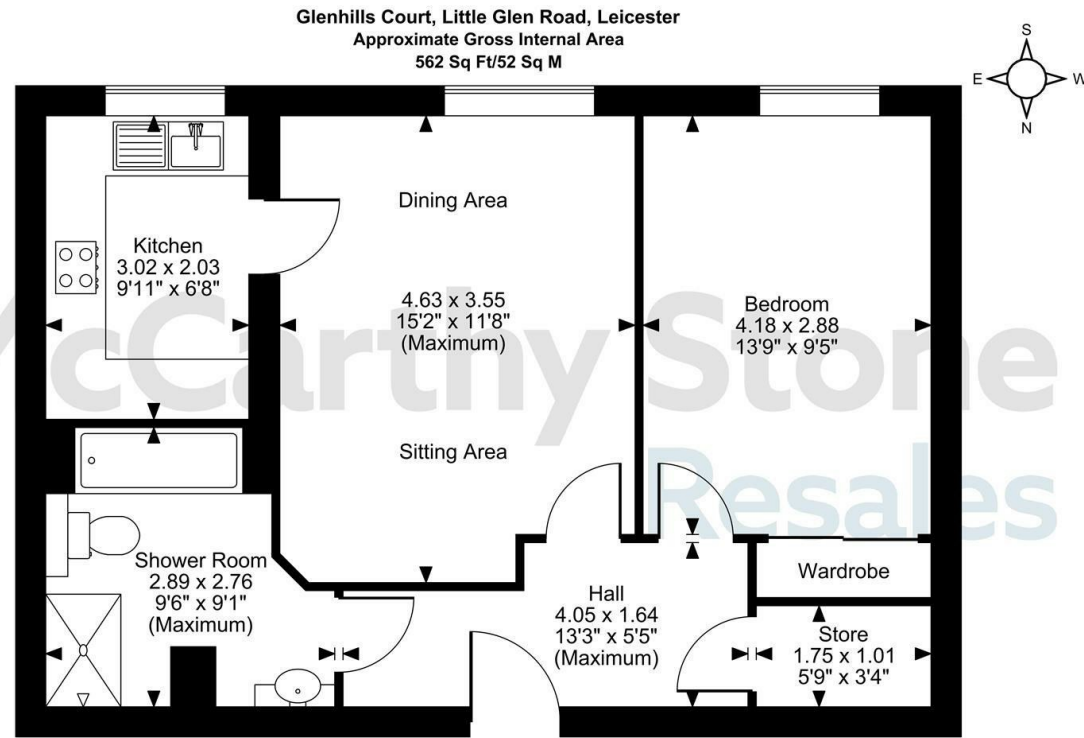 Glenhills Court, Little Glen Road, Leicester
Approximate Gross Internal Area
562 Sq Ft/52 Sq M
S
E
W
N
Dining Area
Kitchen
3.02 x 2.03
9'11" x 6'8"
4.63 x 3.55
15'2" x 11'8"
(Maximum)
Bedroom
4.18 x 2.88
13'9" x 9'5"
McCarthy Stone
Resales
Sitting Area
Shower Room
2.89 x 2.76
9'6" x 9'1"
(Maximum)
Hall
4.05 x 1.64
13'3" x 5'5"
(Maximum)
Wardrobe
Store
1.75 x 1.01
5'9" x 3'4"